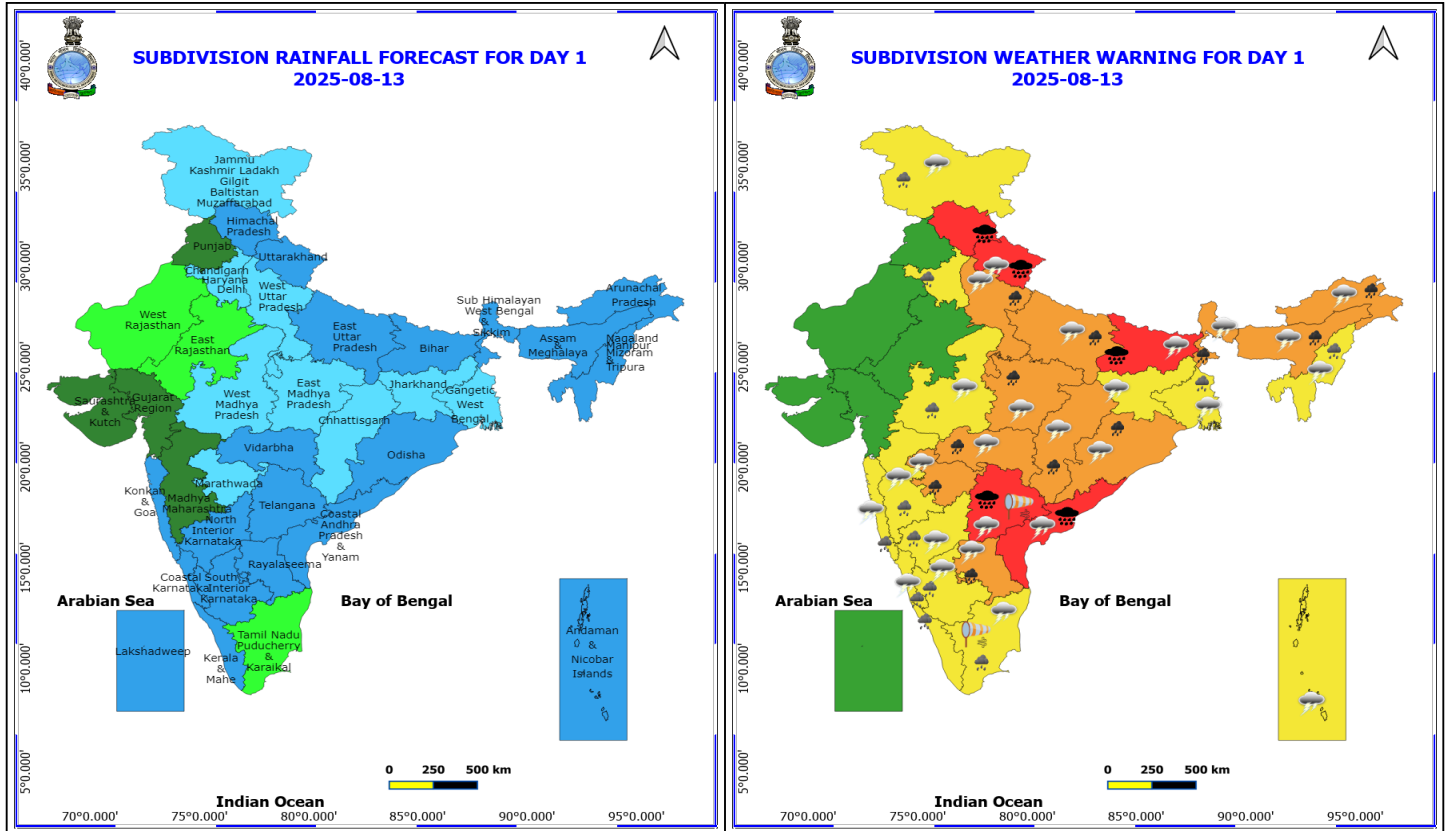 SUBDIVISION RAINFALL FORECAST FOR DAY 1
2025-08-13
40°0.000'
35°0.000'
30°0.000'
25°0.000'
20°0.000'
15°0.000'
10°0.000'
5°0.000'
Jammu
Kashmir Ladakh
Gilgit
Baltistan
Muzaffarabad
Himachal
Pradesh
Punjab
Uttarakhand
Chandigarh
Haryana
Delhi
West
Uttar
Pradesh
Arunachal
Pradesh
Sub Himalayan
West Bengal
&
Sikkim
West
Rajasthan
East
Rajasthan
East
Uttar
Pradesh
Bihar
Assam
&
Meghalaya
Nagaland
Manipur
Mizoram
&
Tripura
Saurashtra
&
Kutch
Gujarat
Region
West
Madhya
Pradesh
East
Madhya
Pradesh
Jharkhand
Gangetic
West
Bengal
Chhattisgarh
Vidarbha
Odisha
Konkan
&
Goa
Madhya
Maharashtra
Marathwada
North
Interior
Karnataka
Telangana
Coastal
Andhra
Pradesh
&
Yanam
Rayalaseema
Coastal
Karnataka
South
Interior
Karnataka
Arabian Sea
Bay of Bengal
Lakshadweep
Kerala
&
Mahe
Tamil Nadu
Puducherry
&
Karaikal
Andaman
&
Nicobar
Islands
0 250 500 km
Indian Ocean
70°0.000' 75°0.000' 80°0.000' 85°0.000' 90°0.000' 95°0.000'
SUBDIVISION WEATHER WARNING FOR DAY 1
2025-08-13
40°0.000'
35°0.000'
30°0.000'
25°0.000'
20°0.000'
15°0.000'
10°0.000'
5°0.000'
Arabian Sea
Bay of Bengal
0 250 500 km
Indian Ocean
70°0.000' 75°0.000' 80°0.000' 85°0.000' 90°0.000' 95°0.000'